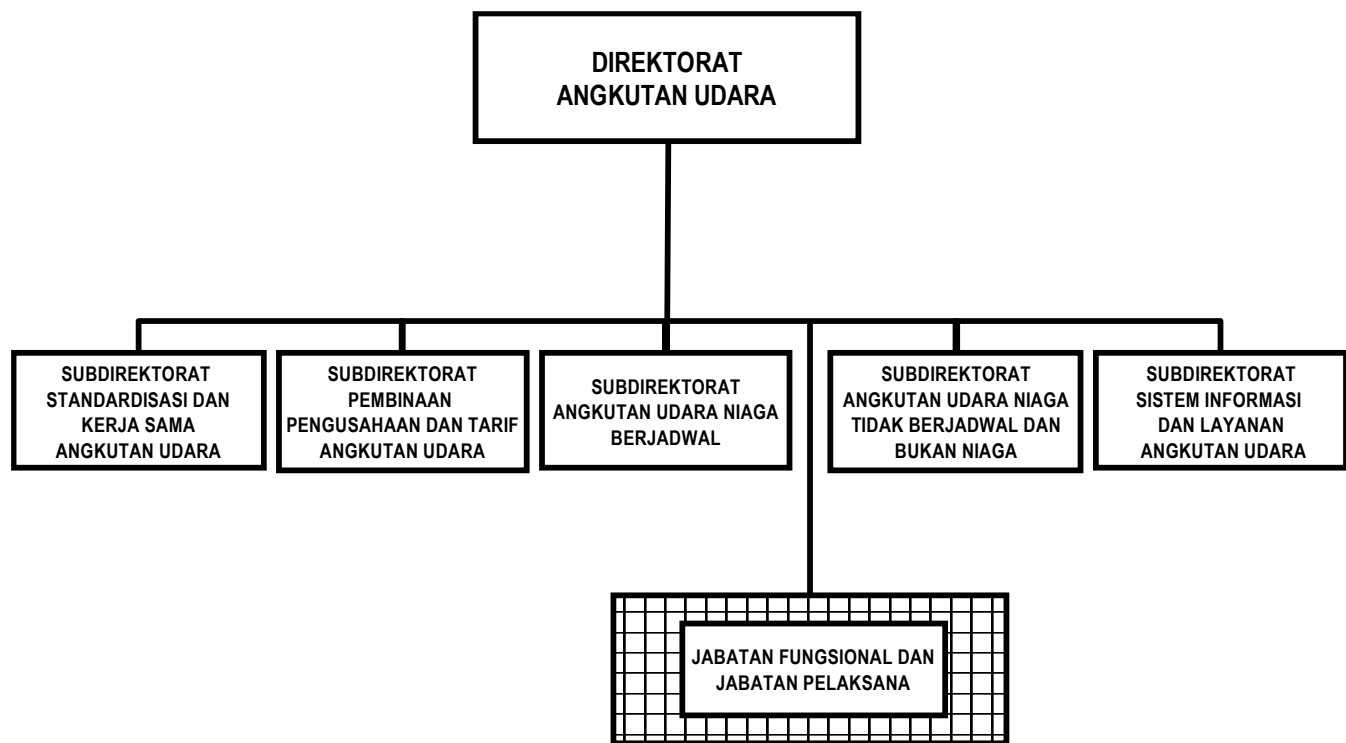 DIREKTORAT
ANGKUTAN UDARA
SUBDIREKTORAT
STANDARDISASI DAN
KERJA SAMA
ANGKUTAN UDARA
SUBDIREKTORAT
PEMBINAAN
PENGUSAHAAN DAN TARIF
ANGKUTAN UDARA
SUBDIREKTORAT
ANGKUTAN UDARA NIAGA
BERJADWAL
SUBDIREKTORAT
ANGKUTAN UDARA NIAGA
TIDAK BERJADWAL DAN
BUKAN NIAGA
SUBDIREKTORAT
SISTEM INFORMASI
DAN LAYANAN
ANGKUTAN UDARA
JABATAN FUNGSIONAL DAN
JABATAN PELAKSANA